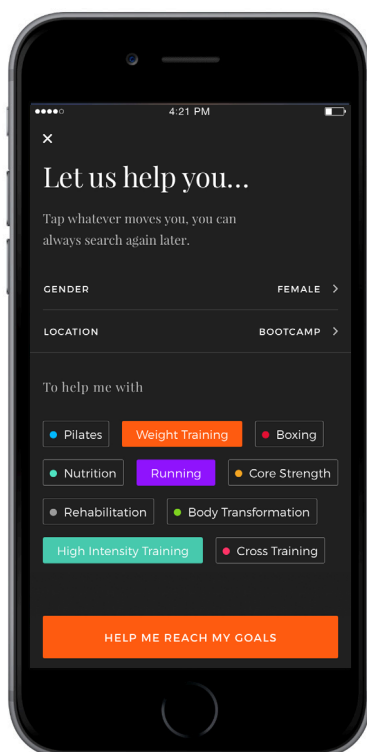 4:21 PM
×
Let us help you...
Tap whatever moves you, you can
always search again later.
GENDER FEMALE >
LOCATION BOOTCAMP >
To help me with
Pilates Weight Training Boxing
Nutrition Running Core Strength
Rehabilitation Body Transformation
High Intensity Training Cross Training
HELP ME REACH MY GOALS